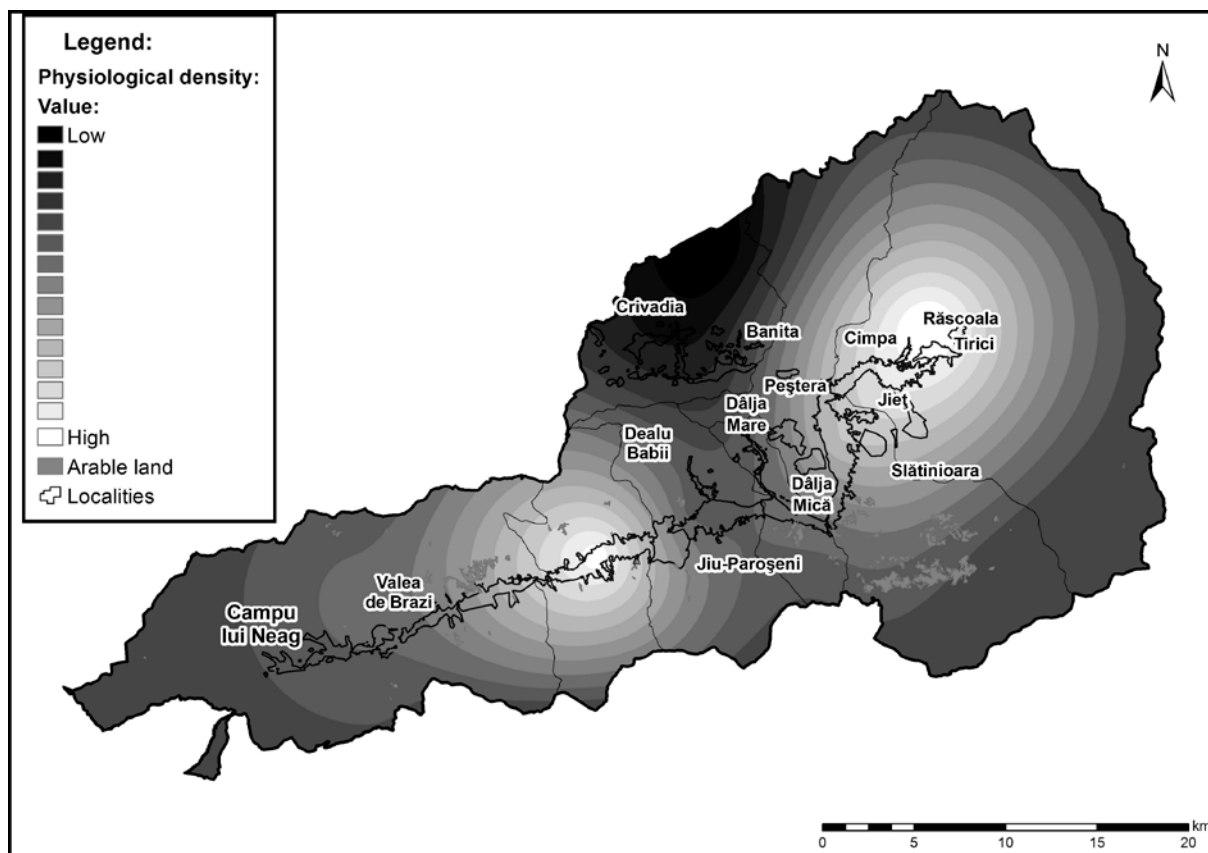 Legend:
Physiological density:
Value:
Low
High
Arable land
Localities
N
Crivadia
Banita
Cimpa
Răscoala
Tirici
Peştera
Jieţ
Dâlja
Mare
Dealu
Babii
Slătinioara
Dâlja
Mică
Jiu-Paroşeni
Valea
de Brazi
Campu
lui Neag
km
0 5 10 15 20